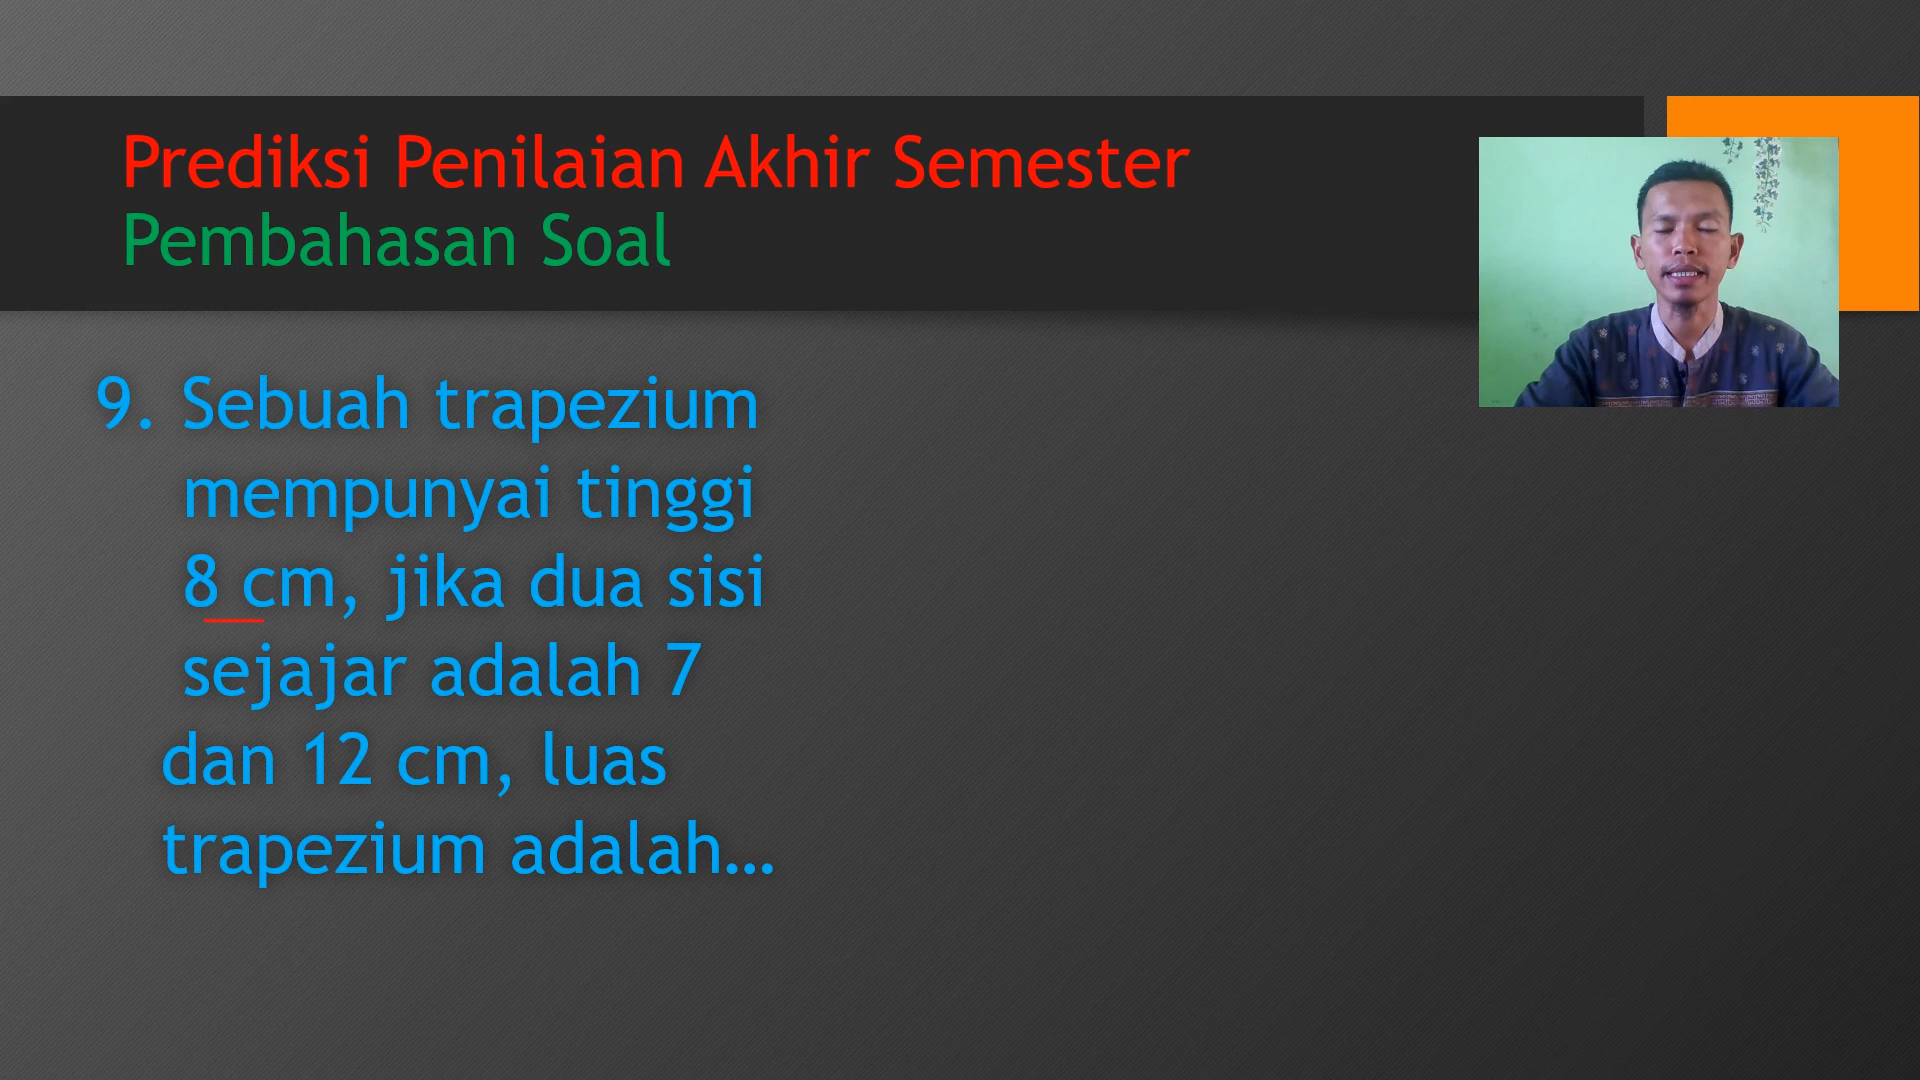 Prediksi Penilaian Akhir Semester
Pembahasan Soal
9. Sebuah trapezium
mempunyai tinggi
8 cm, jika dua sisi
sejajar adalah 7
dan 12 cm, luas
trapezium adalah...